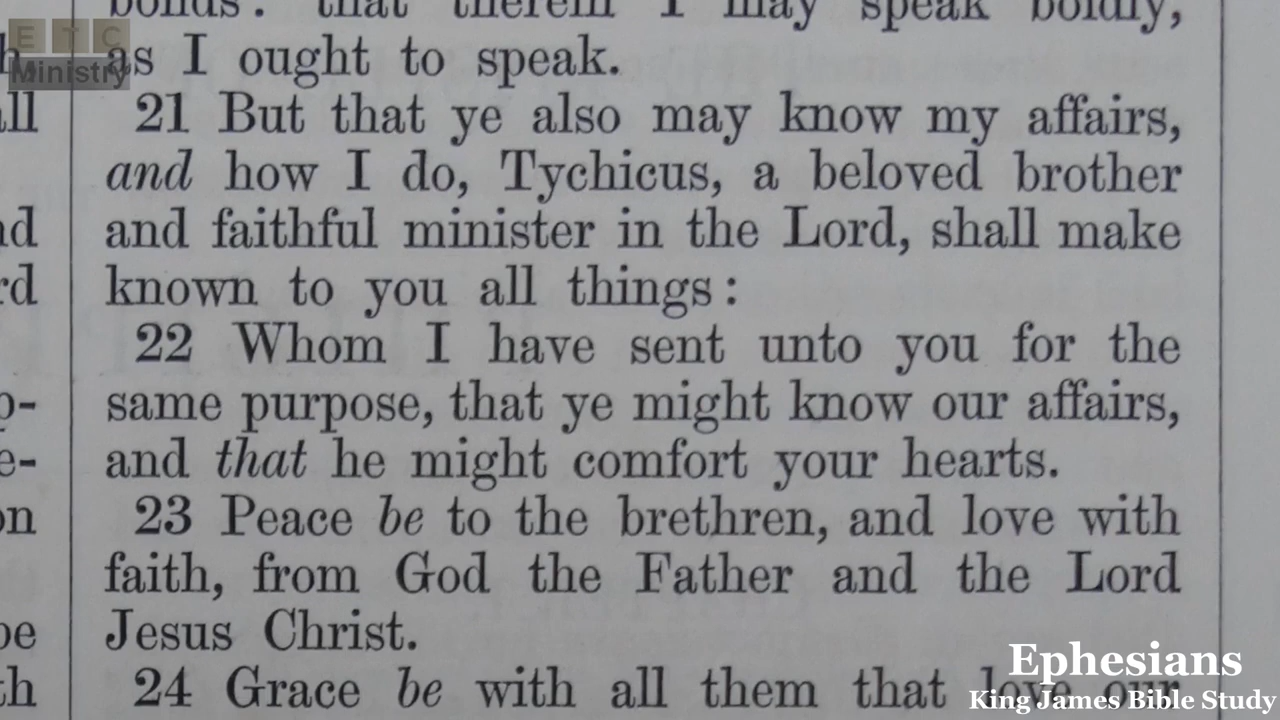 bonds: that therein I may speak boldly,
as I ought to speak.
21 But that ye also may know my affairs,
and how I do, Tychicus, a beloved brother
and faithful minister in the Lord, shall make
known to you all things:
22 Whom I have sent unto you for the
same purpose, that ye might know our affairs,
and that he might comfort your hearts.
23 Peace be to the brethren, and love with
faith, from God the Father and the Lord
Jesus Christ.
24 Grace be with all them that love our
ETC
Ministry
Ephesians
King James Bible Study